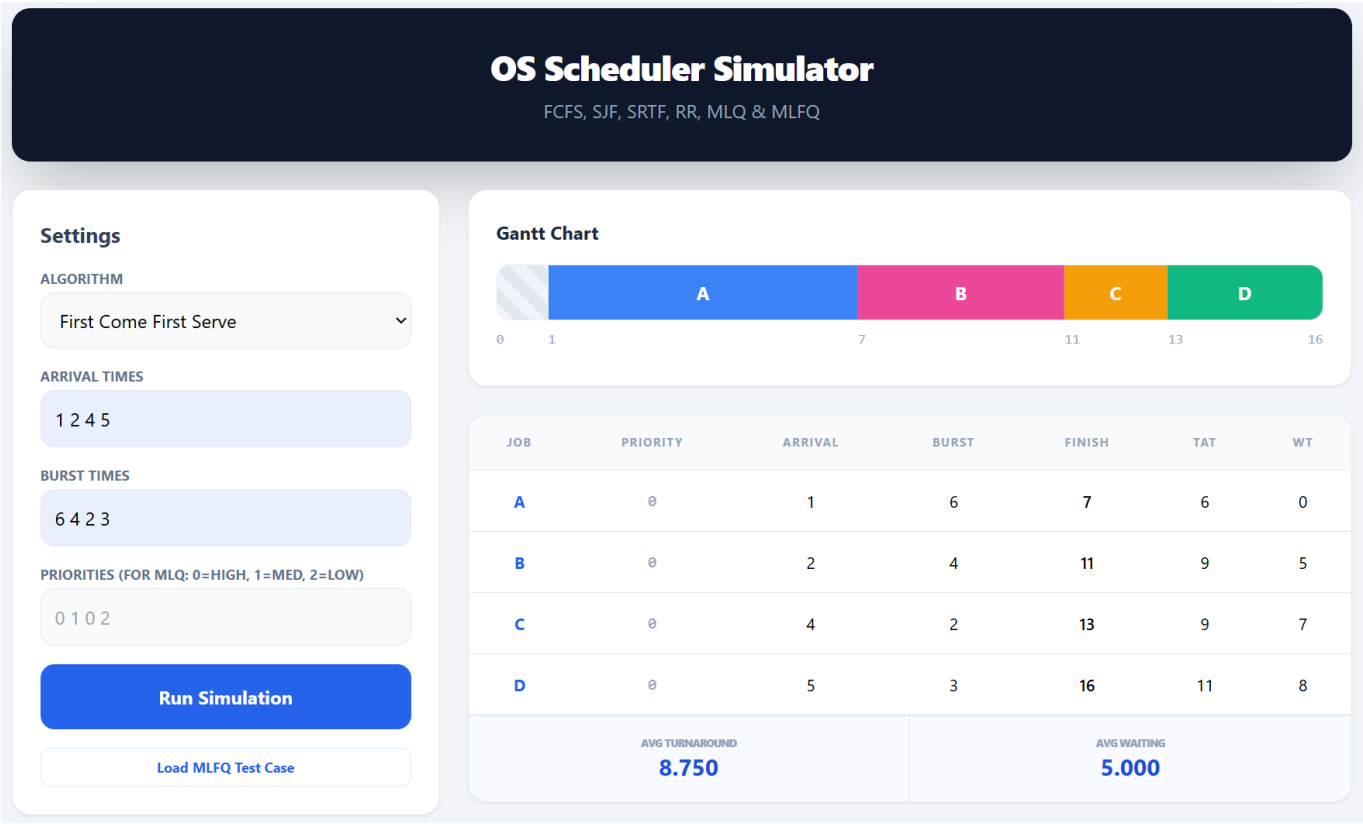 OS Scheduler Simulator
FCFS, SJF, SRTF, RR, MLQ & MLFQ
Settings
ALGORITHM
First Come First Serve
ARRIVAL TIMES
1 2 4 5
BURST TIMES
6 4 2 3
PRIORITIES (FOR MLQ: 0=HIGH, 1=MED, 2=LOW)
0 1 0 2
Run Simulation
Load MLFQ Test Case
Gantt Chart
A B C D
0 1 7 11 13 16
JOB PRIORITY ARRIVAL BURST FINISH TAT WT
A 0 1 6 7 6 0
B 0 2 4 11 9 5
C 0 4 2 13 9 7
D 0 5 3 16 11 8
AVG TURNAROUND AVG WAITING
8.750 5.000